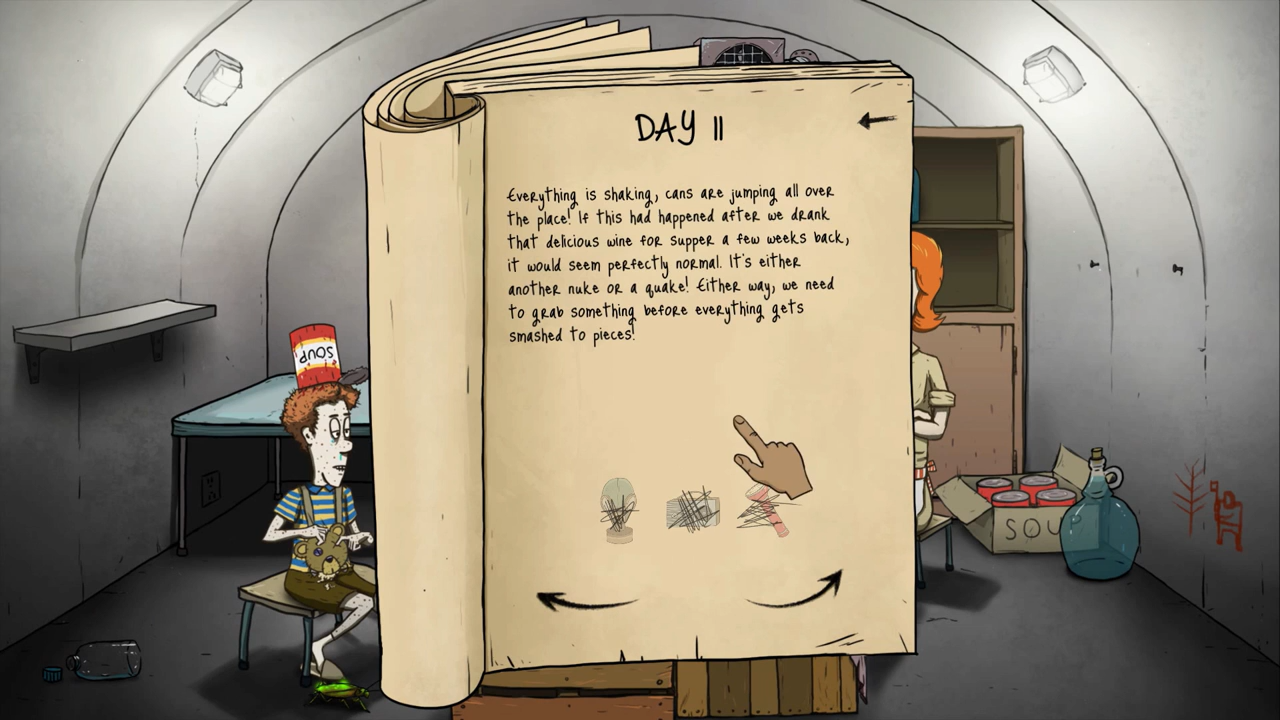 DAY 11
Everything is shaking, cans are jumping all over
the place! If this had happened after we drank
that delicious wine for supper a few weeks back,
it would seem perfectly normal. It's either
another nuke or a quake! Either way, we need
to grab something before everything gets
smashed to pieces!
SOUP
SOUP